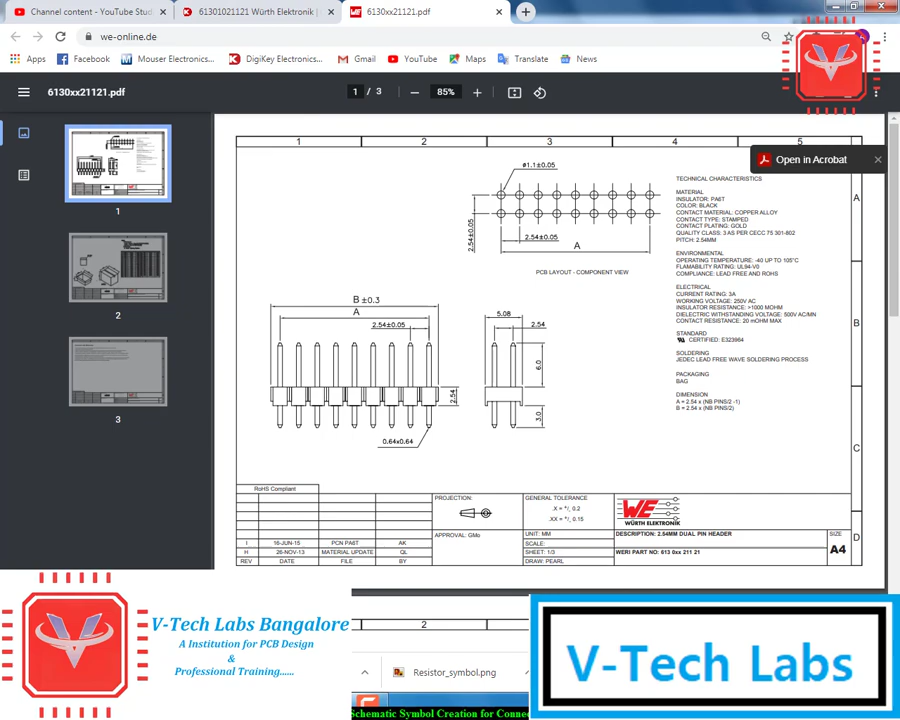 Channel content - YouTube Stud
61301021121 Würth Elektronik |
6130xx21121.pdf
we-online.de
Apps
Facebook
Mouser Electronics...
DigiKey Electronics...
Gmail
YouTube
Maps
Translate
News
6130xx21121.pdf
1 / 3
85%
Open in Acrobat
1
2
3
1
2
3
4
5
A
B
C
D
ø1.1±0.05
2.54±0.05
2.54±0.05
A
PCB LAYOUT - COMPONENT VIEW
B ±0.3
A
2.54±0.05
2.54
0.64x0.64
5.08
2.54
6.0
3.0
TECHNICAL CHARACTERISTICS
MATERIAL
INSULATOR: PA6T
COLOR: BLACK
CONTACT MATERIAL: COPPER ALLOY
CONTACT TYPE: STAMPED
CONTACT PLATING: GOLD
QUALITY CLASS: 3 AS PER CECC 75 301-802
PITCH: 2.54MM
ENVIRONMENTAL
OPERATING TEMPERATURE: -40 UP TO 105°C
FLAMABILITY RATING: UL94-V0
COMPLIANCE: LEAD FREE AND ROHS
ELECTRICAL
CURRENT RATING: 3A
WORKING VOLTAGE: 250V AC
INSULATOR RESISTANCE: >1000 MOHM
DIELECTRIC WITHSTANDING VOLTAGE: 500V AC/MN
CONTACT RESISTANCE: 20 mOHM MAX
STANDARD
CERTIFIED: E323964
SOLDERING
JEDEC LEAD FREE WAVE SOLDERING PROCESS
PACKAGING
BAG
DIMENSION
A = 2.54 x (NB PINS/2 -1)
B = 2.54 x (NB PINS/2)
RoHS Compliant
I 16-JUN-15 PCN PA6T AK
H 26-NOV-13 MATERIAL UPDATE QL
REV DATE FILE BY
PROJECTION:
APPROVAL: GMo
GENERAL TOLERANCE
.X = +/_ 0.2
.XX = +/_ 0.15
UNIT: MM
SCALE:
SHEET: 1/3
DRAW: PEARL
WE
WÜRTH ELEKTRONIK
DESCRIPTION: 2.54MM DUAL PIN HEADER
WERI PART NO: 613 0xx 211 21
SIZE
A4
V-Tech Labs Bangalore
A Institution for PCB Design
&
Professional Training......
2
Resistor_symbol.png
V-Tech Labs
Schematic Symbol Creation for Conne